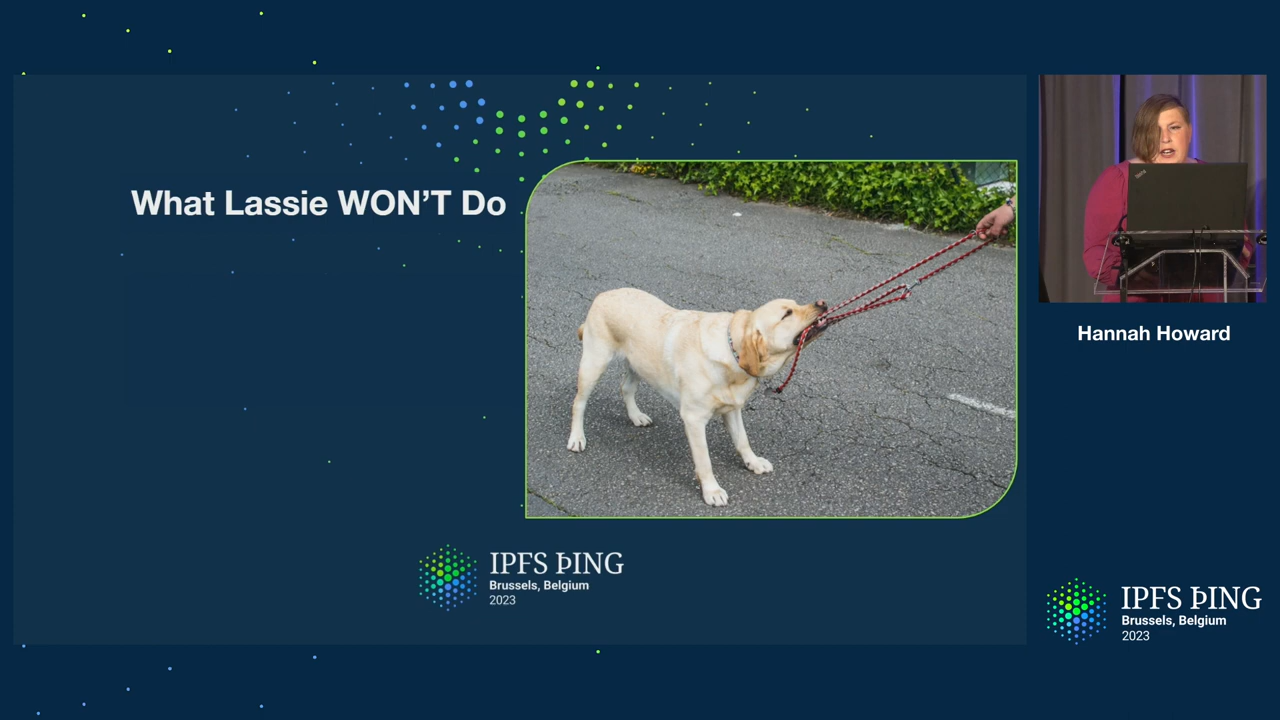 What Lassie WON'T Do
IPFS ÞING
Brussels, Belgium
2023
Hannah Howard
IPFS ÞING
Brussels, Belgium
2023